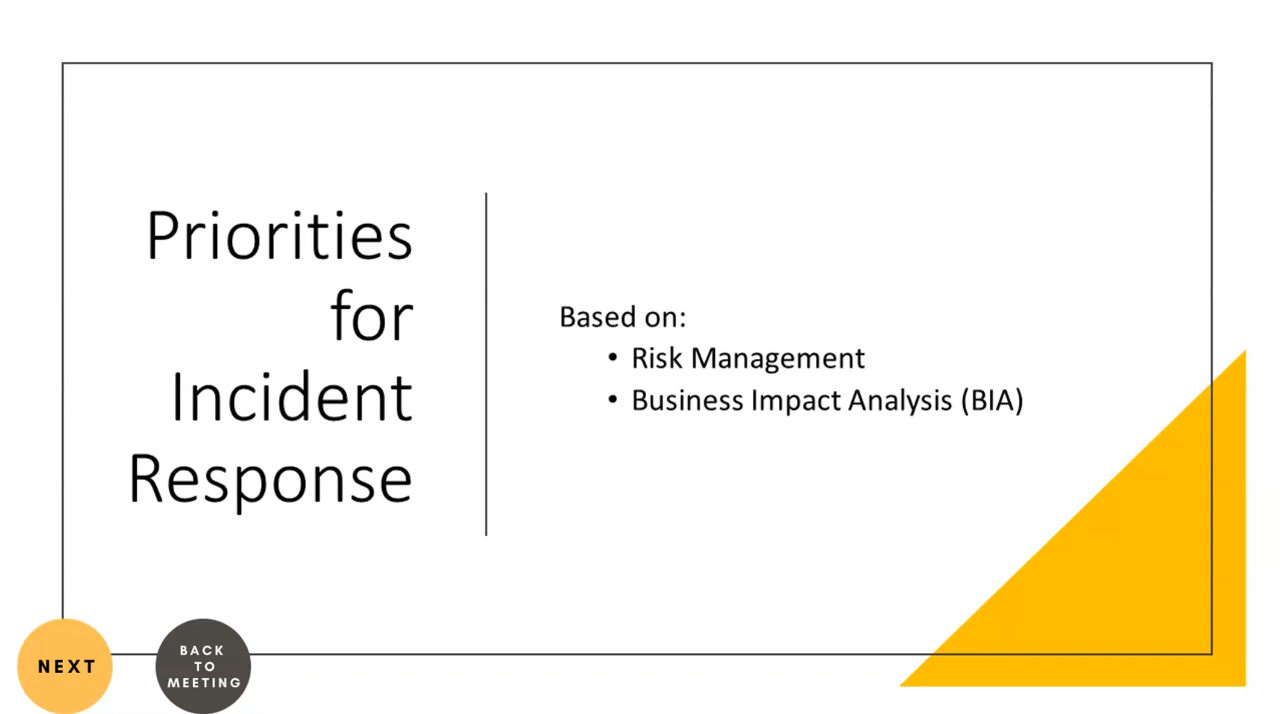 Priorities
for
Incident
Response
Based on:
• Risk Management
• Business Impact Analysis (BIA)
NEXT
BACK
TO
MEETING